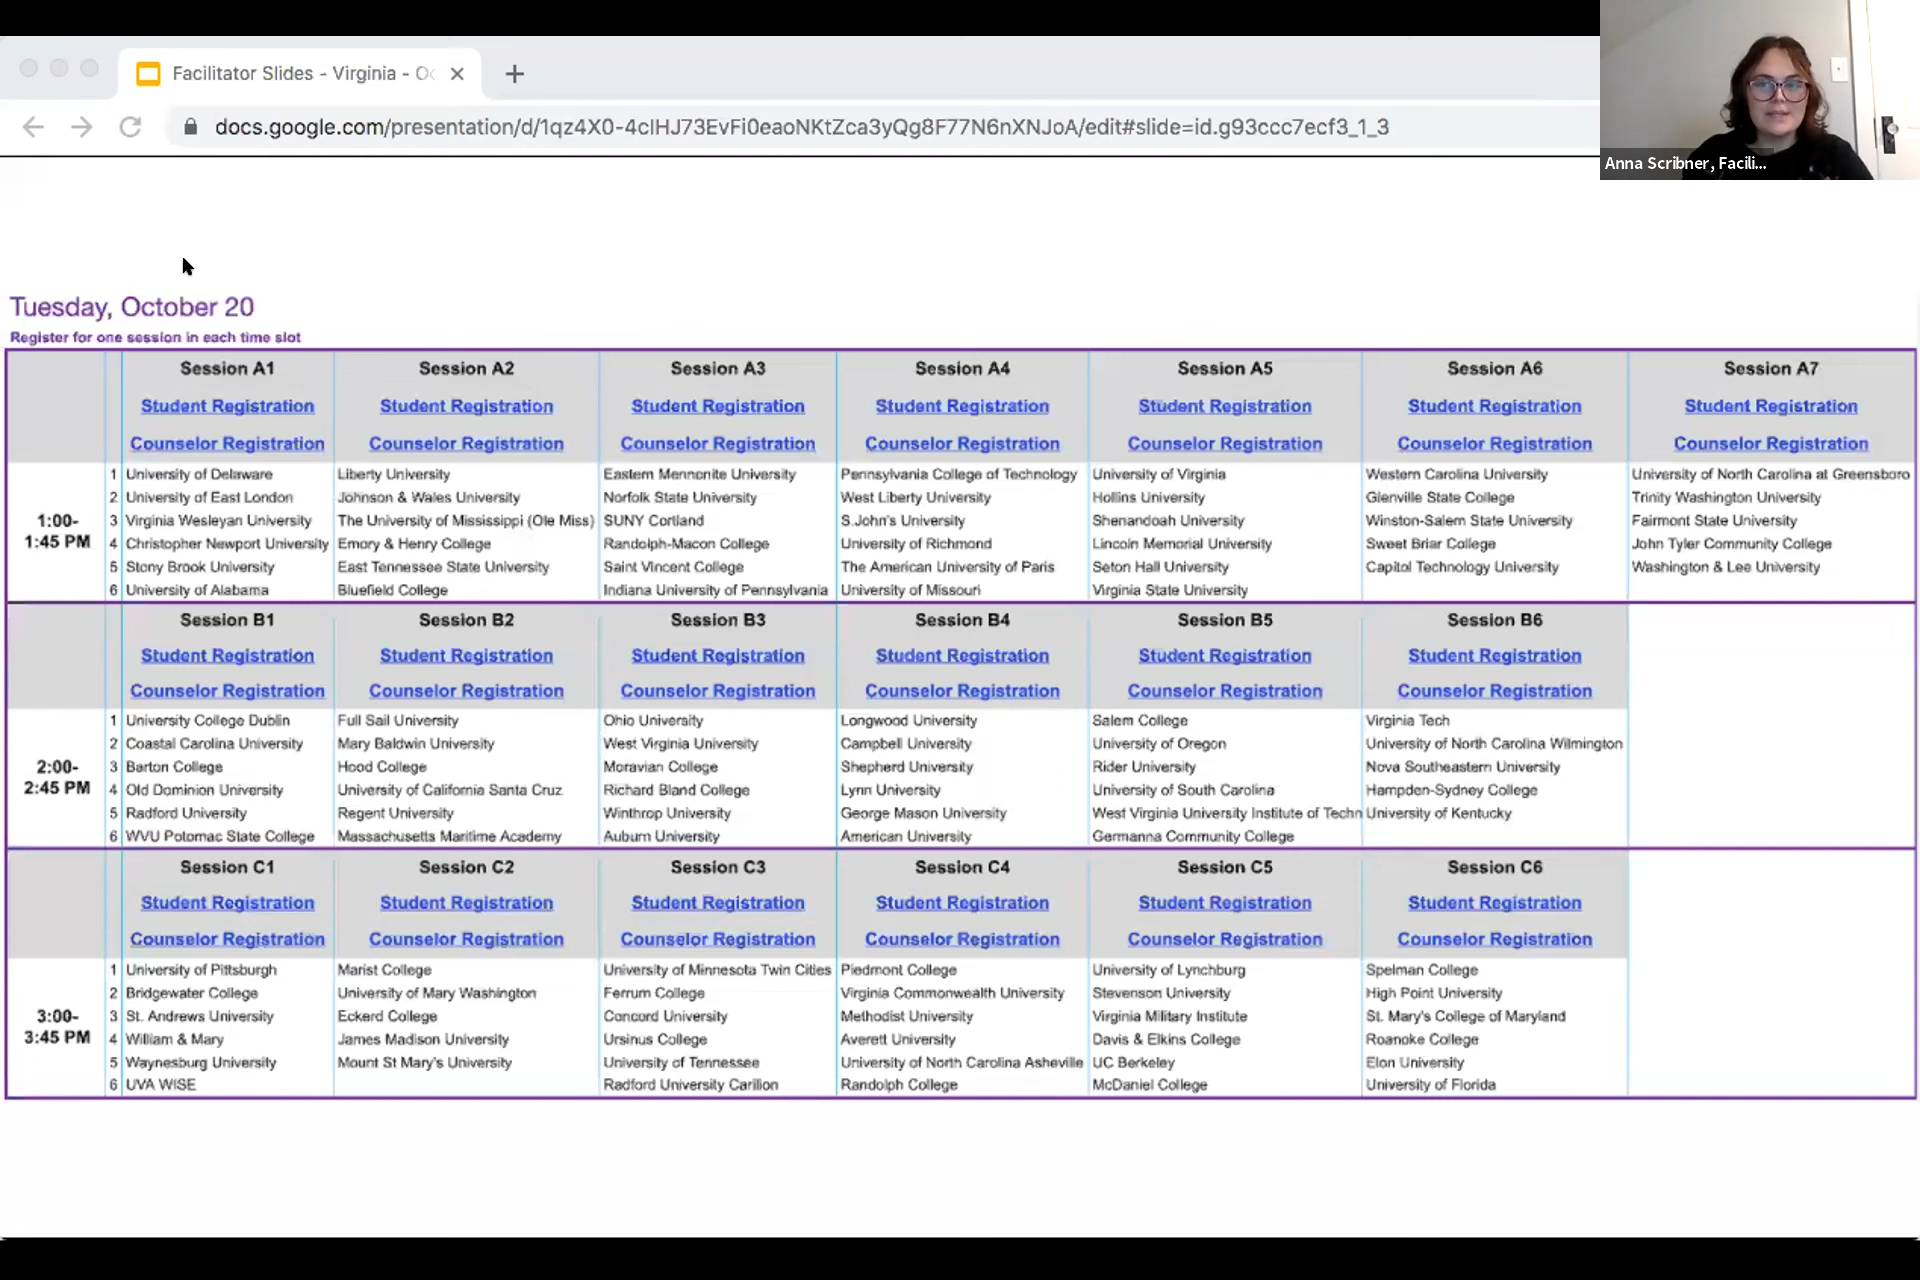 Facilitator Slides - Virginia - Oc
docs.google.com/presentation/d/1qz4X0-4cIHJ73EvFi0eaoNKtZca3yQg8F77N6nXNJoA/edit#slide=id.g93ccc7ecf3_1_3
Anna Scribner, Facili...
Tuesday, October 20
Register for one session in each time slot
Session A1 Session A2 Session A3 Session A4 Session A5 Session A6 Session A7
Student Registration Student Registration Student Registration Student Registration Student Registration Student Registration Student Registration
Counselor Registration Counselor Registration Counselor Registration Counselor Registration Counselor Registration Counselor Registration Counselor Registration
1:00-
1:45 PM
1 University of Delaware Liberty University Eastern Mennonite University Pennsylvania College of Technology University of Virginia Western Carolina University University of North Carolina at Greensboro
2 University of East London Johnson & Wales University Norfolk State University West Liberty University Hollins University Glenville State College Trinity Washington University
3 Virginia Wesleyan University The University of Mississippi (Ole Miss) SUNY Cortland S.John's University Shenandoah University Winston-Salem State University Fairmont State University
4 Christopher Newport University Emory & Henry College Randolph-Macon College University of Richmond Lincoln Memorial University Sweet Briar College John Tyler Community College
5 Stony Brook University East Tennessee State University Saint Vincent College The American University of Paris Seton Hall University Capitol Technology University Washington & Lee University
6 University of Alabama Bluefield College Indiana University of Pennsylvania University of Missouri Virginia State University
Session B1 Session B2 Session B3 Session B4 Session B5 Session B6
Student Registration Student Registration Student Registration Student Registration Student Registration Student Registration
Counselor Registration Counselor Registration Counselor Registration Counselor Registration Counselor Registration Counselor Registration
2:00-
2:45 PM
1 University College Dublin Full Sail University Ohio University Longwood University Salem College Virginia Tech
2 Coastal Carolina University Mary Baldwin University West Virginia University Campbell University University of Oregon University of North Carolina Wilmington
3 Barton College Hood College Moravian College Shepherd University Rider University Nova Southeastern University
4 Old Dominion University University of California Santa Cruz Richard Bland College Lynn University University of South Carolina Hampden-Sydney College
5 Radford University Regent University Winthrop University George Mason University West Virginia University Institute of Techn University of Kentucky
6 WVU Potomac State College Massachusetts Maritime Academy Auburn University American University Germanna Community College
Session C1 Session C2 Session C3 Session C4 Session C5 Session C6
Student Registration Student Registration Student Registration Student Registration Student Registration Student Registration
Counselor Registration Counselor Registration Counselor Registration Counselor Registration Counselor Registration Counselor Registration
3:00-
3:45 PM
1 University of Pittsburgh Marist College University of Minnesota Twin Cities Piedmont College University of Lynchburg Spelman College
2 Bridgewater College University of Mary Washington Ferrum College Virginia Commonwealth University Stevenson University High Point University
3 St. Andrews University Eckerd College Concord University Methodist University Virginia Military Institute St. Mary's College of Maryland
4 William & Mary James Madison University Ursinus College Averett University Davis & Elkins College Roanoke College
5 Waynesburg University Mount St Mary's University University of Tennessee University of North Carolina Asheville UC Berkeley Elon University
6 UVA WISE Radford University Carilion Randolph College McDaniel College University of Florida